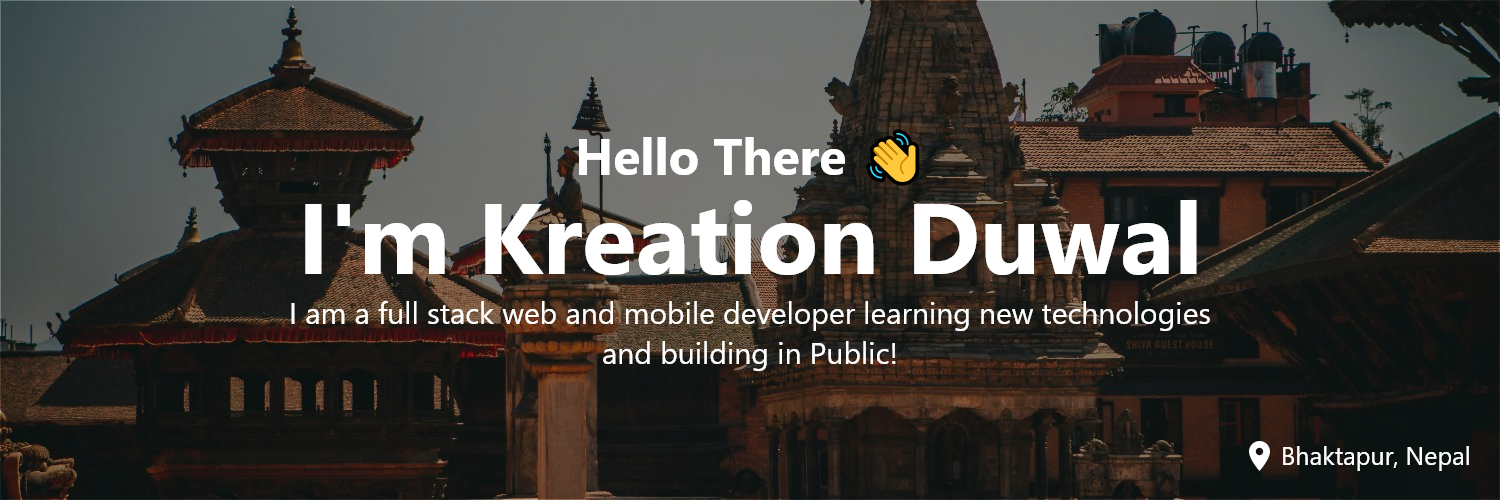 Hello There 👋
I'm Kreation Duwal
I am a full stack web and mobile developer learning new technologies
and building in Public!
SHIVA GUEST HOUSE
Bhaktapur, Nepal